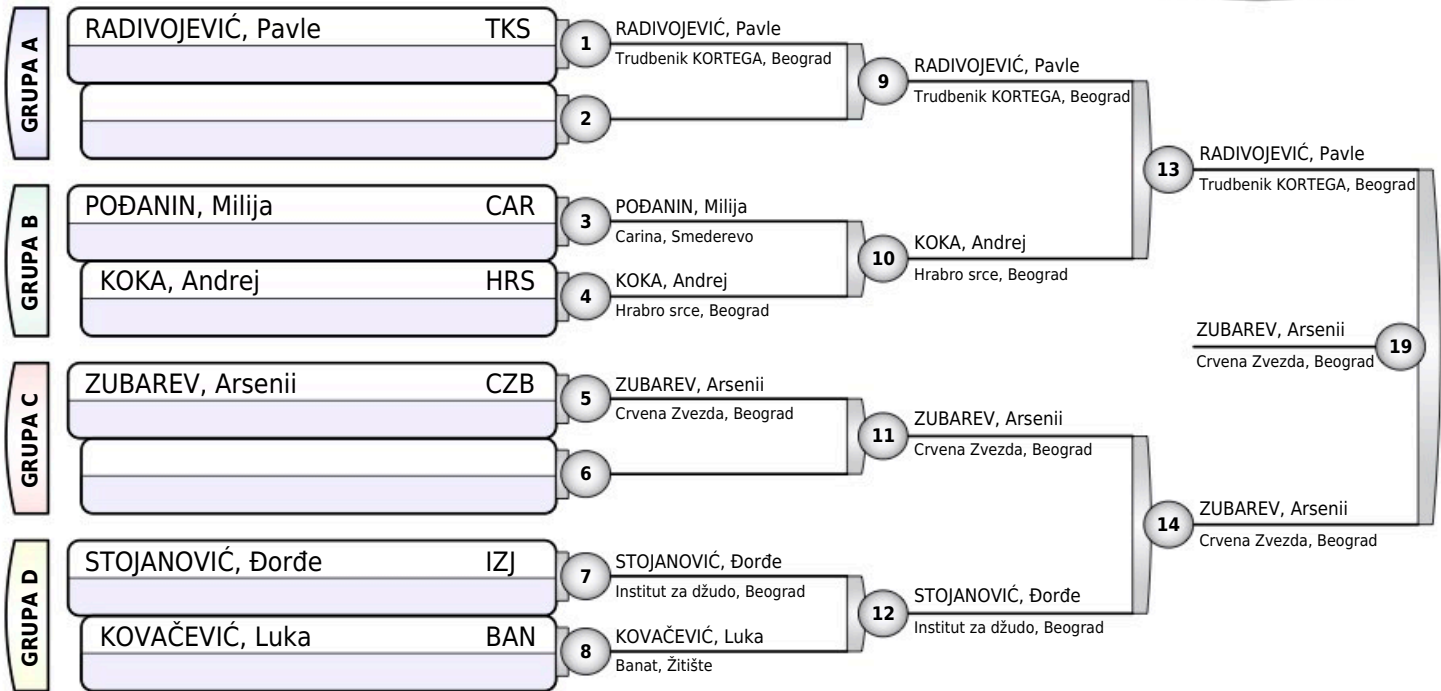 GRUPA A
RADIVOJEVIĆ, Pavle TKS
1
2
RADIVOJEVIĆ, Pavle
Trudbenik KORTEGA, Beograd
9
RADIVOJEVIĆ, Pavle
Trudbenik KORTEGA, Beograd
GRUPA B
POĐANIN, Milija CAR
KOKA, Andrej HRS
3
4
POĐANIN, Milija
Carina, Smederevo
KOKA, Andrej
Hrabro srce, Beograd
10
KOKA, Andrej
Hrabro srce, Beograd
13
RADIVOJEVIĆ, Pavle
Trudbenik KORTEGA, Beograd
GRUPA C
ZUBAREV, Arsenii CZB
5
6
ZUBAREV, Arsenii
Crvena Zvezda, Beograd
11
ZUBAREV, Arsenii
Crvena Zvezda, Beograd
GRUPA D
STOJANOVIĆ, Đorđe IZJ
KOVAČEVIĆ, Luka BAN
7
8
STOJANOVIĆ, Đorđe
Institut za džudo, Beograd
KOVAČEVIĆ, Luka
Banat, Žitište
12
STOJANOVIĆ, Đorđe
Institut za džudo, Beograd
14
ZUBAREV, Arsenii
Crvena Zvezda, Beograd
ZUBAREV, Arsenii
Crvena Zvezda, Beograd
19